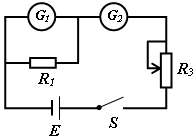 G₁ G₂
R₁ R₃
E S